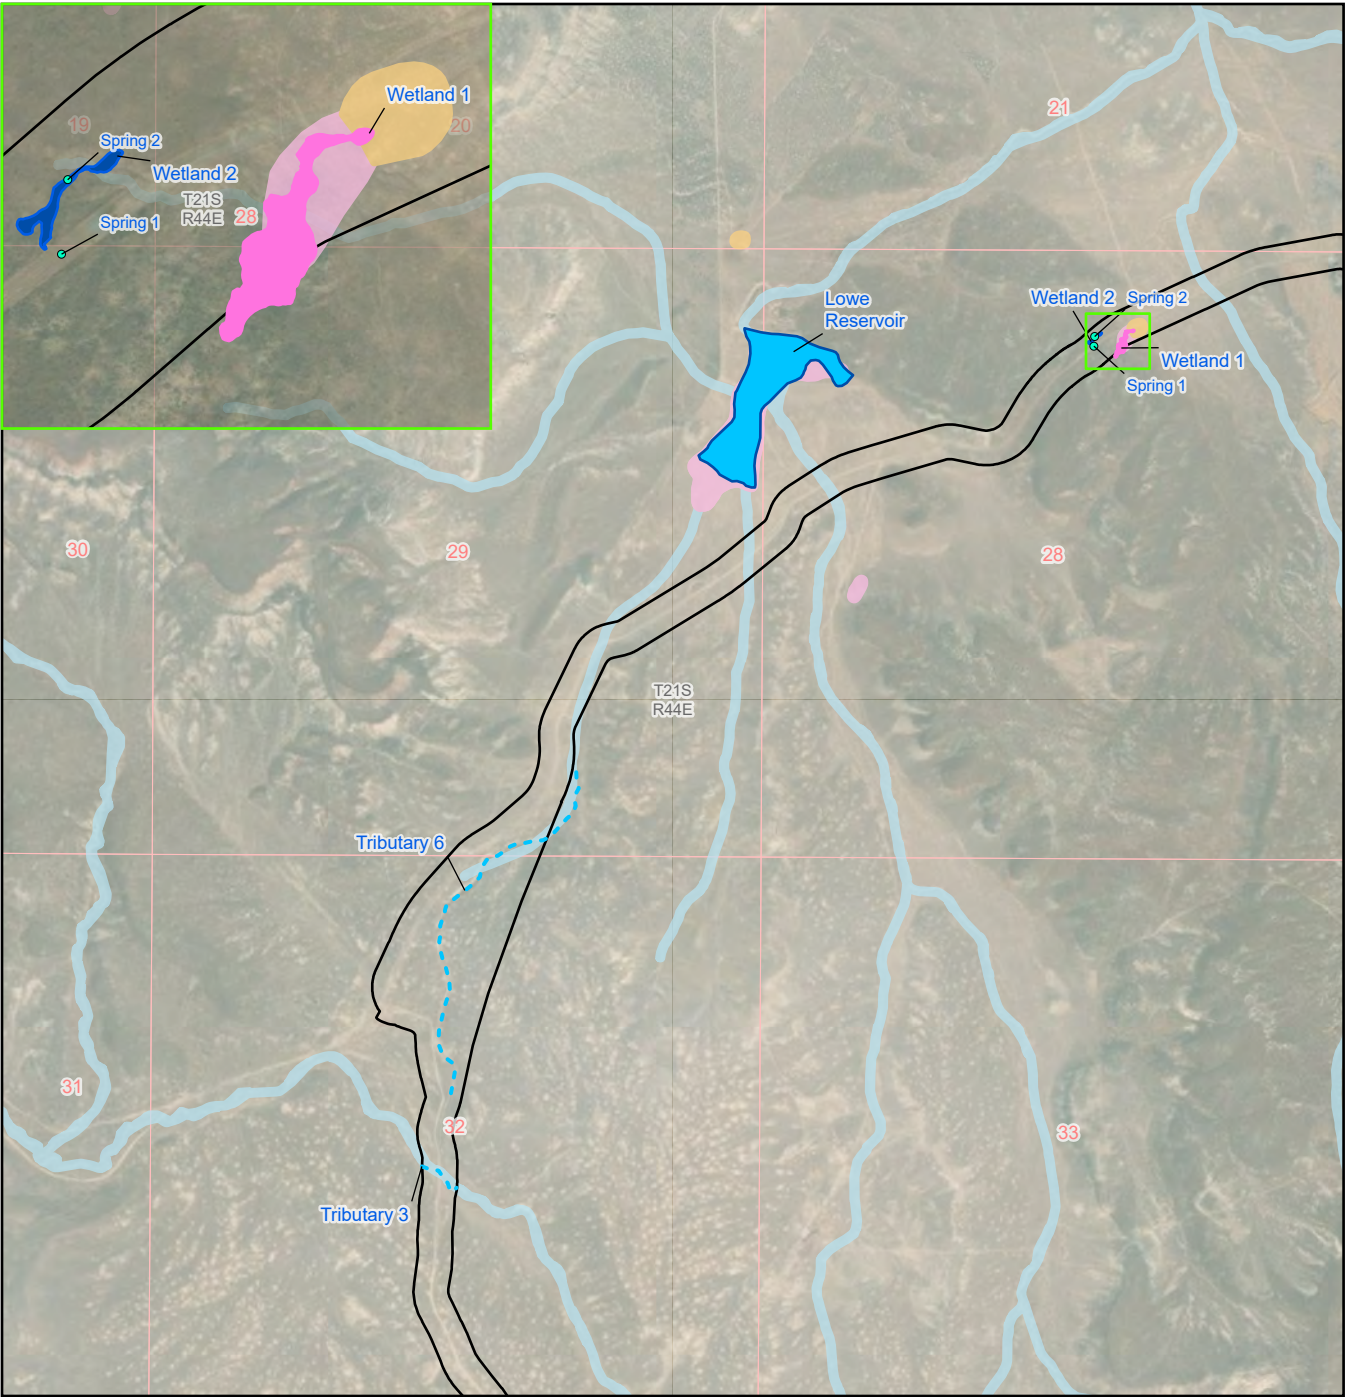 Wetland 1
19
20
Spring 2
Wetland 2
T21S
R44E
28
Spring 1
21
Lowe
Reservoir
Wetland 2
Spring 2
Wetland 1
Spring 1
30
29
28
T21S
R44E
Tributary 6
31
32
33
Tributary 3